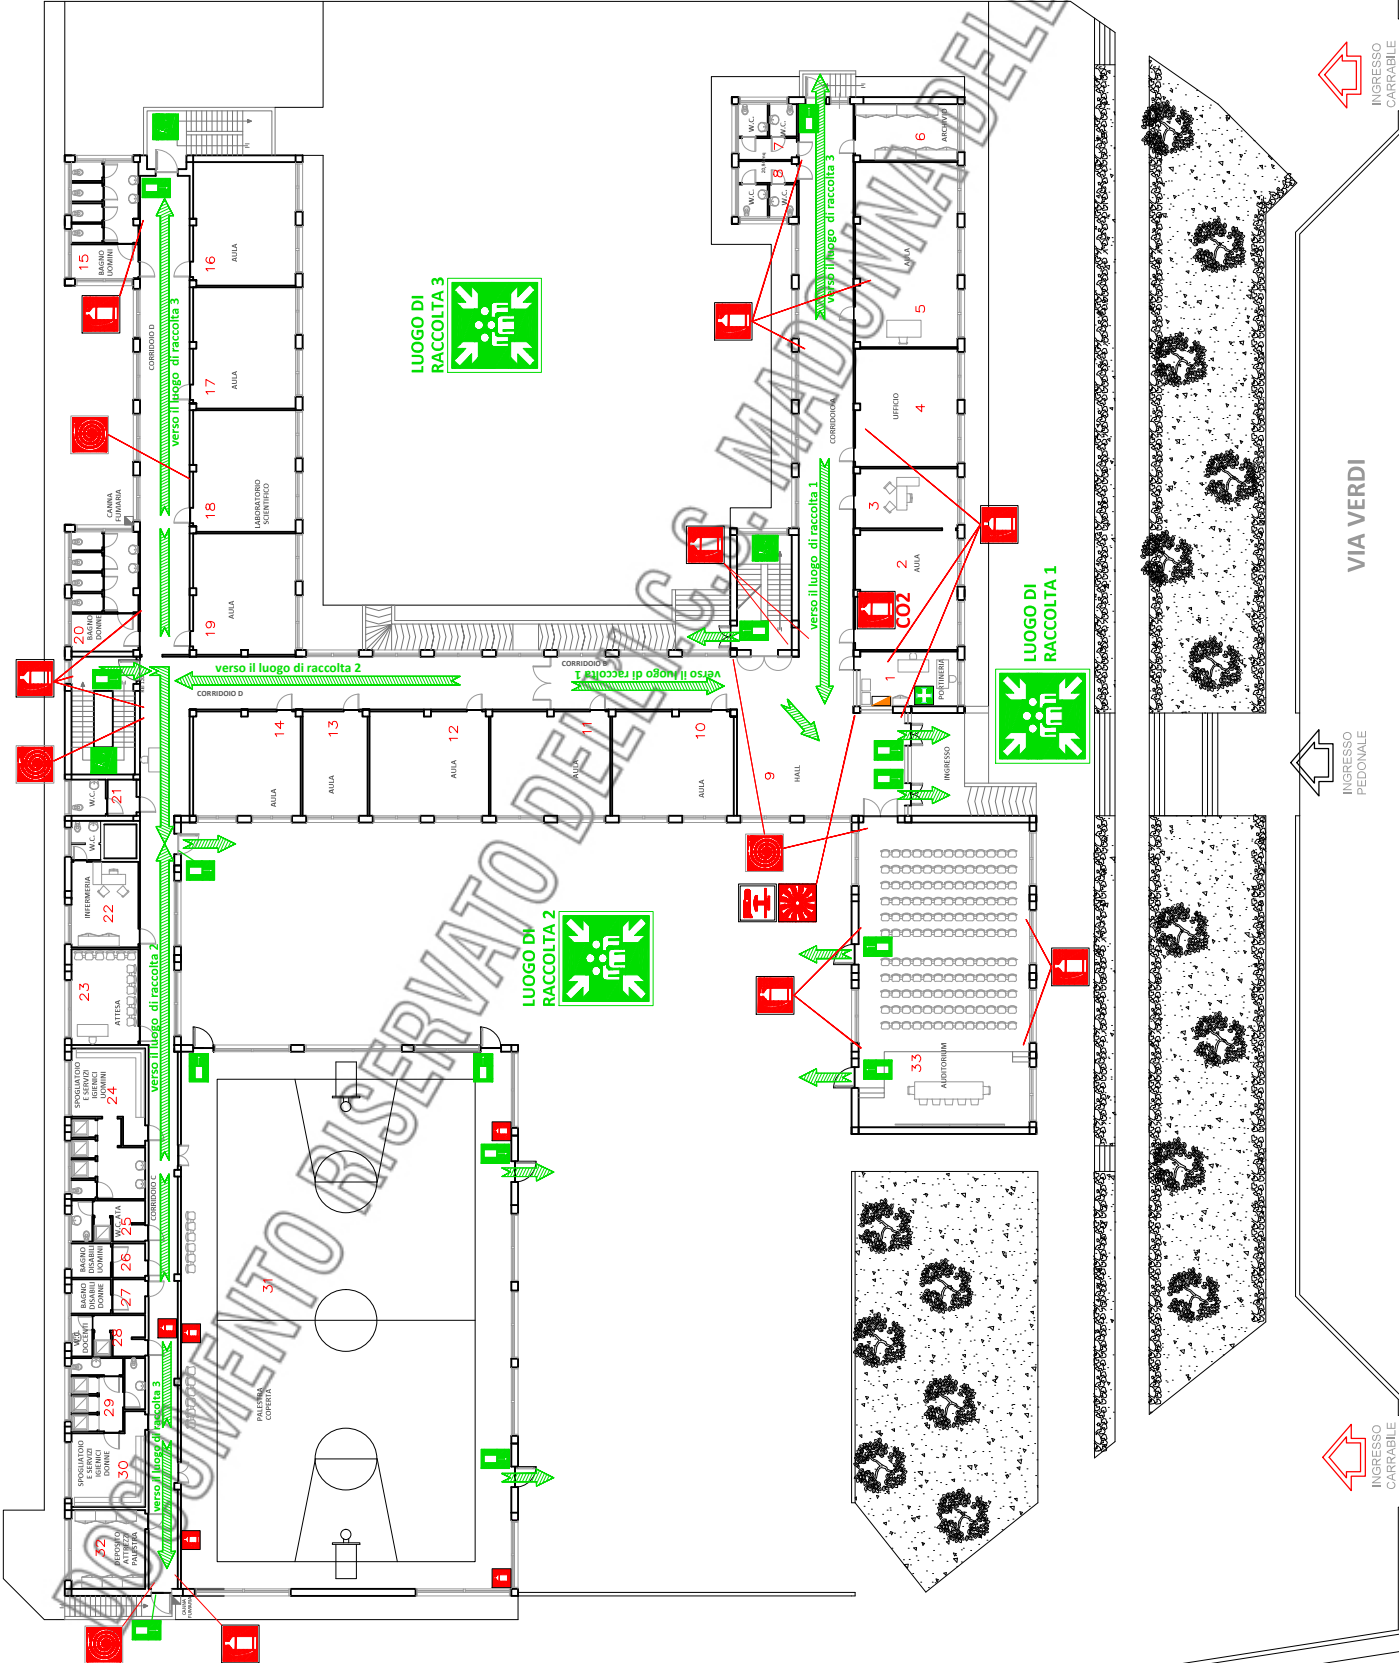 INGRESSO
CARRABILE
VIA VERDI
INGRESSO
PEDONALE
INGRESSO
CARRABILE
DOCUMENTO RISERVATO DELL'I.C.S. MADONNA DELL
LUOGO DI
RACCOLTA 3
LUOGO DI
RACCOLTA 1
LUOGO DI
RACCOLTA 2
15
BAGNO
UOMINI
CORRIDOIO D
verso il luogo di raccolta 3
16
AULA
17
AULA
18
LABORATORIO
SCIENTIFICO
CANNA
FUMARIA
19
AULA
20
BAGNO
DONNE
verso il luogo di raccolta 2
CORRIDOIO D
CORRIDOIO B
verso il luogo di raccolta 1
14
AULA
13
AULA
12
AULA
11
AULA
10
AULA
9
HALL
W.C.
W.C.
7
8
W.C.
W.C.
verso il luogo di raccolta 3
6
ARCHIVIO
5
AULA
4
UFFICIO
CORRIDOIO A
3
2
AULA
CO2
verso il luogo di raccolta 1
1
PORTINERIA
INGRESSO
33
AUDITORIUM
21
W.C.
W.C.
22
INFERMERIA
23
ATTESA
verso il luogo di raccolta 2
24
SPOGLIATOIO
E SERVIZI
IGIENICI
UOMINI
CORRIDOIO C
25
W.C. ATA
26
BAGNO
DISABILI
UOMINI
27
BAGNO
DISABILI
DONNE
28
W.C.
DOCENTI
29
30
SPOGLIATOIO
E SERVIZI
IGIENICI
DONNE
verso il luogo di raccolta 3
32
DEPOSITO
ATTREZZI
PALESTRA
CANNA
FUMARIA
31
PALESTRA
COPERTA